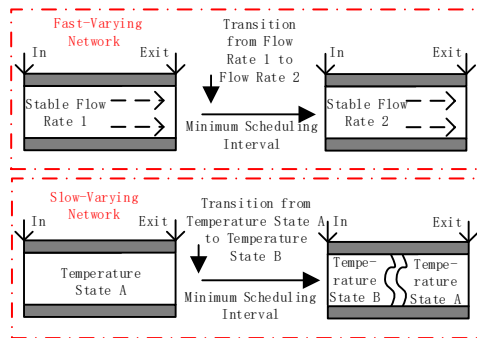 Fast-Varying
Network
In
Exit
Stable Flow
Rate 1
Transition
from Flow
Rate 1 to
Flow Rate 2
Minimum Scheduling
Interval
In
Exit
Stable Flow
Rate 2
Slow-Varying
Network
In
Exit
Temperature
State A
Transition from
Temperature State A
to Temperature
State B
Minimum Scheduling
Interval
In
Exit
Tempe-
rature
State B
Tempe-
rature
State A